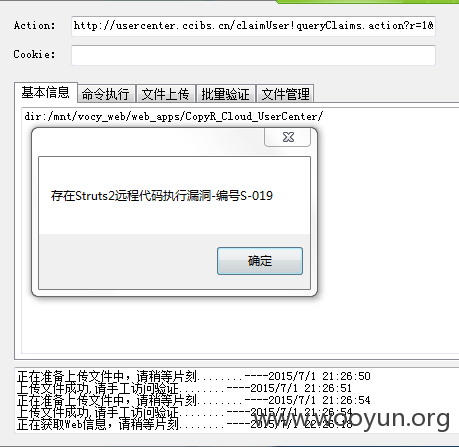 Action: http://usercenter.ccibs.cn/claimUser!queryClaims.action?r=1&
Cookie:
基本信息 命令执行 文件上传 批量验证 文件管理
dir:/mnt/vocy_web/web_apps/CopyR_Cloud_UserCenter/
存在Struts2远程代码执行漏洞-编号S-019
确定
正在准备上传文件中，请稍等片刻........----2015/7/1 21:26:50
上传文件成功,请手工访问验证........----2015/7/1 21:26:51
正在准备上传文件中，请稍等片刻........----2015/7/1 21:26:54
上传文件成功,请手工访问验证........----2015/7/1 21:26:54
正在获取Web信息，请稍等片刻........----2015/7/1
www.wooyun.org